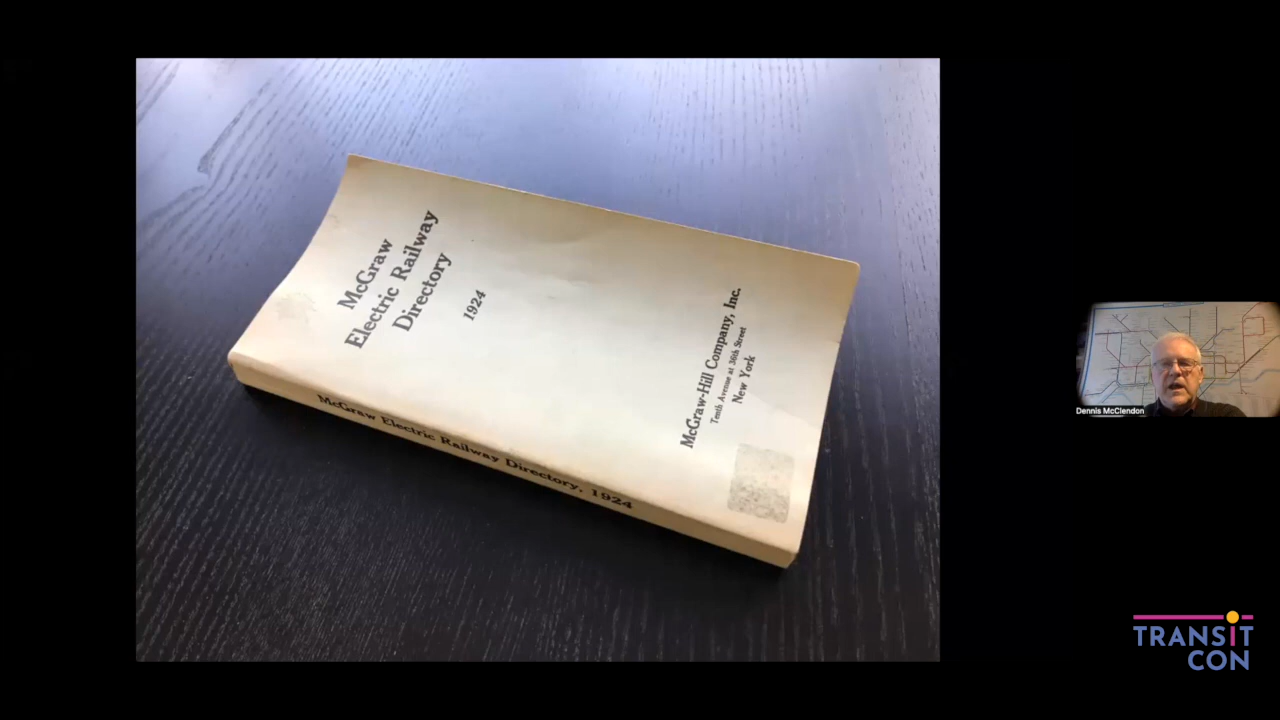 McGraw
Electric Railway
Directory
1924
McGraw-Hill Company, Inc.
Tenth Avenue at 36th Street
New York
McGraw Electric Railway Directory, 1924
Dennis McClendon
TRANSIT
CON